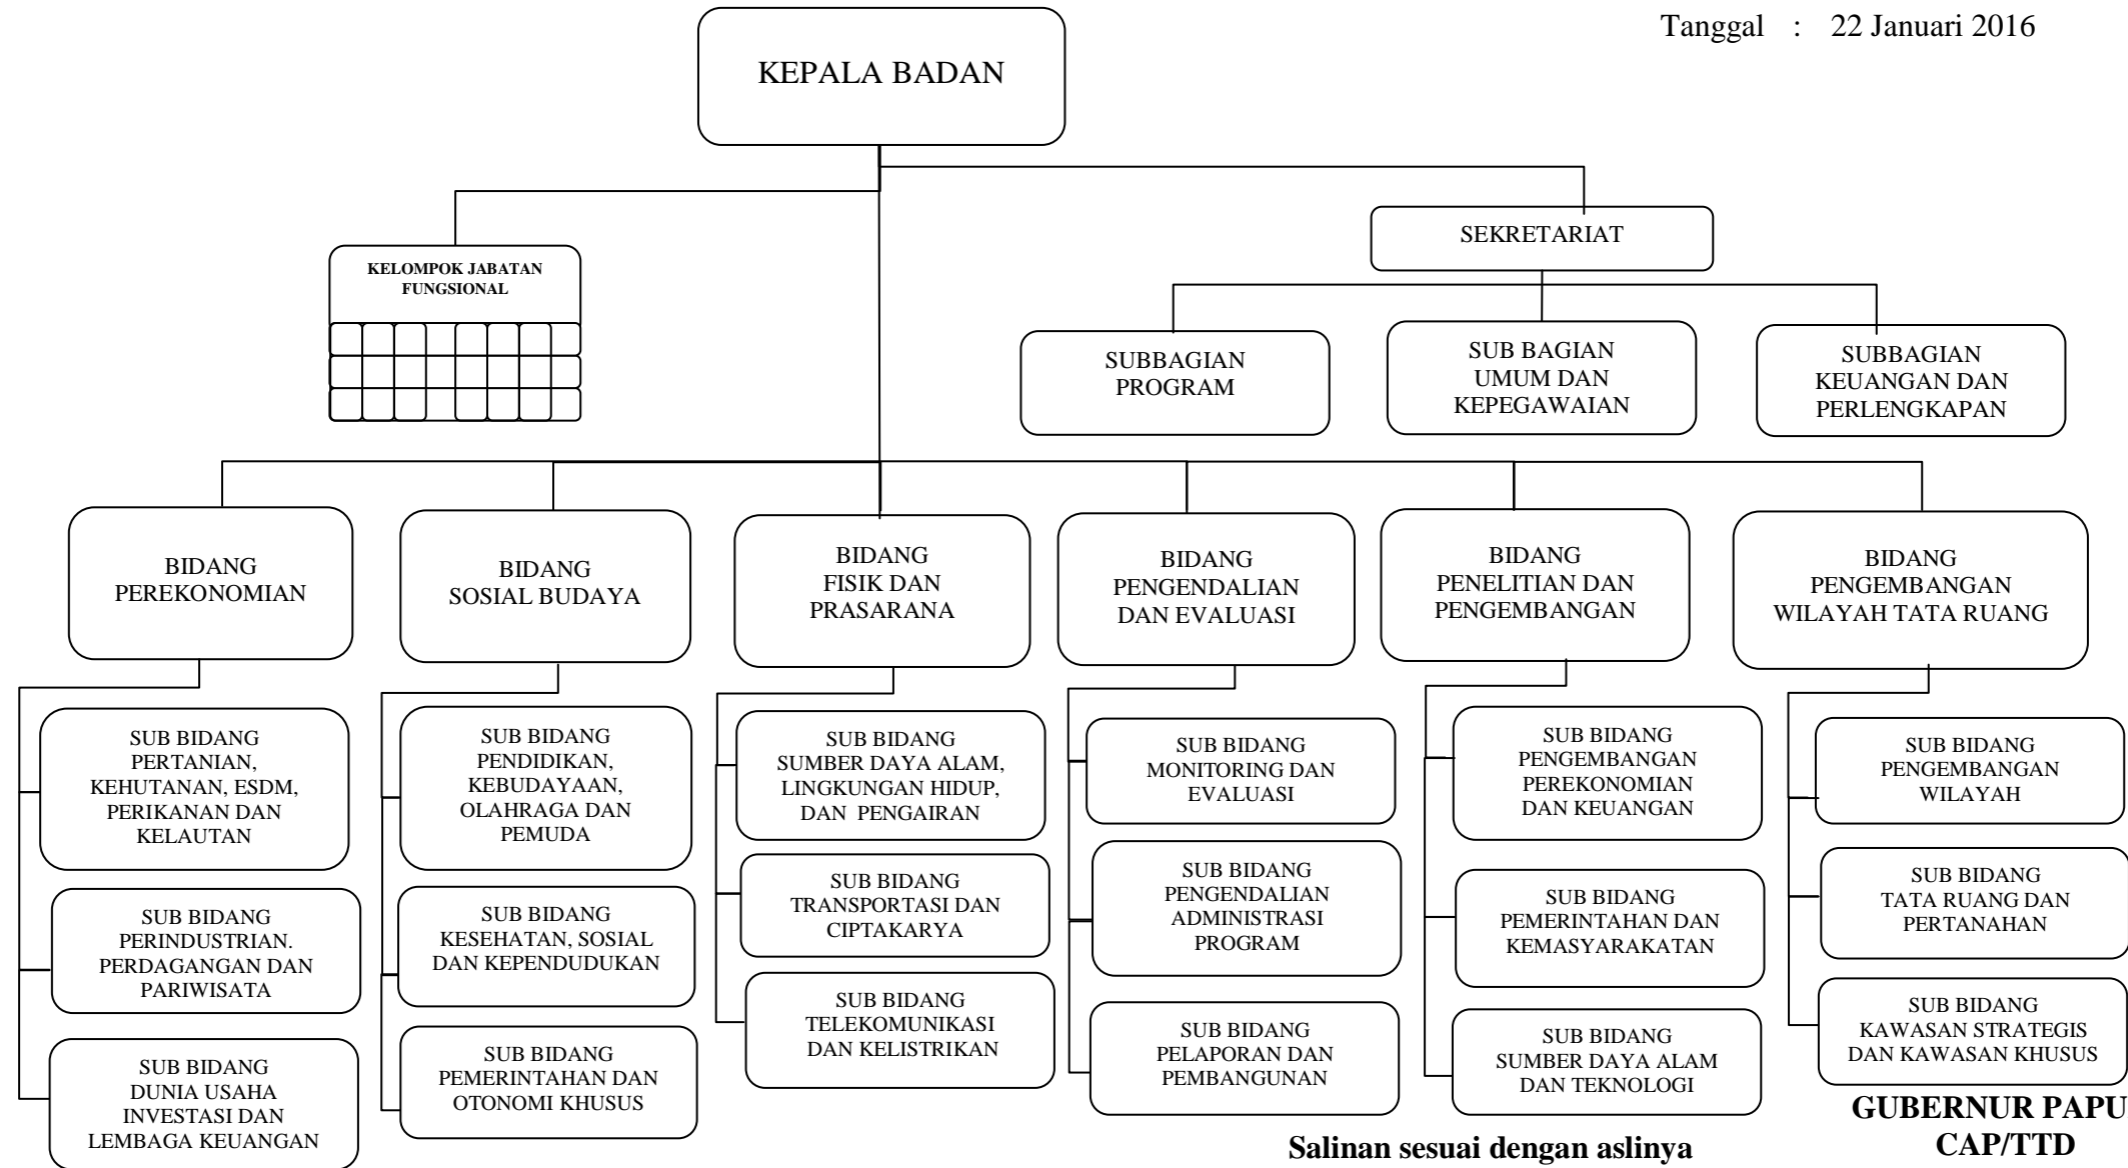 Tanggal : 22 Januari 2016
KEPALA BADAN
SEKRETARIAT
KELOMPOK JABATAN
FUNGSIONAL
SUBBAGIAN
PROGRAM
SUB BAGIAN
UMUM DAN
KEPEGAWAIAN
SUBBAGIAN
KEUANGAN DAN
PERLENGKAPAN
BIDANG
PEREKONOMIAN
BIDANG
SOSIAL BUDAYA
BIDANG
FISIK DAN
PRASARANA
BIDANG
PENGENDALIAN
DAN EVALUASI
BIDANG
PENELITIAN DAN
PENGEMBANGAN
BIDANG
PENGEMBANGAN
WILAYAH TATA RUANG
SUB BIDANG
PERTANIAN,
KEHUTANAN, ESDM,
PERIKANAN DAN
KELAUTAN
SUB BIDANG
PERINDUSTRIAN.
PERDAGANGAN DAN
PARIWISATA
SUB BIDANG
DUNIA USAHA
INVESTASI DAN
LEMBAGA KEUANGAN
SUB BIDANG
PENDIDIKAN,
KEBUDAYAAN,
OLAHRAGA DAN
PEMUDA
SUB BIDANG
KESEHATAN, SOSIAL
DAN KEPENDUDUKAN
SUB BIDANG
PEMERINTAHAN DAN
OTONOMI KHUSUS
SUB BIDANG
SUMBER DAYA ALAM,
LINGKUNGAN HIDUP,
DAN PENGAIRAN
SUB BIDANG
TRANSPORTASI DAN
CIPTAKARYA
SUB BIDANG
TELEKOMUNIKASI
DAN KELISTRIKAN
SUB BIDANG
MONITORING DAN
EVALUASI
SUB BIDANG
PENGENDALIAN
ADMINISTRASI
PROGRAM
SUB BIDANG
PELAPORAN DAN
PEMBANGUNAN
SUB BIDANG
PENGEMBANGAN
PEREKONOMIAN
DAN KEUANGAN
SUB BIDANG
PEMERINTAHAN DAN
KEMASYARAKATAN
SUB BIDANG
SUMBER DAYA ALAM
DAN TEKNOLOGI
SUB BIDANG
PENGEMBANGAN
WILAYAH
SUB BIDANG
TATA RUANG DAN
PERTANAHAN
SUB BIDANG
KAWASAN STRATEGIS
DAN KAWASAN KHUSUS
GUBERNUR PAPU
CAP/TTD
Salinan sesuai dengan aslinya